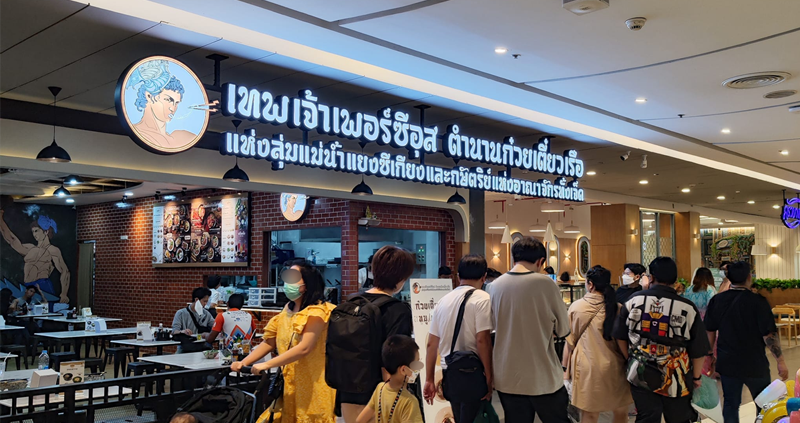 เทพเจ้าเพอร์ซีอุส ตำนานก๋วยเตี๋ยวเรือ
แห่งลุ่มแม่น้ำแยงซีเกียงและกษัตริย์แห่งอาณาจักรทั้งเจ็ด